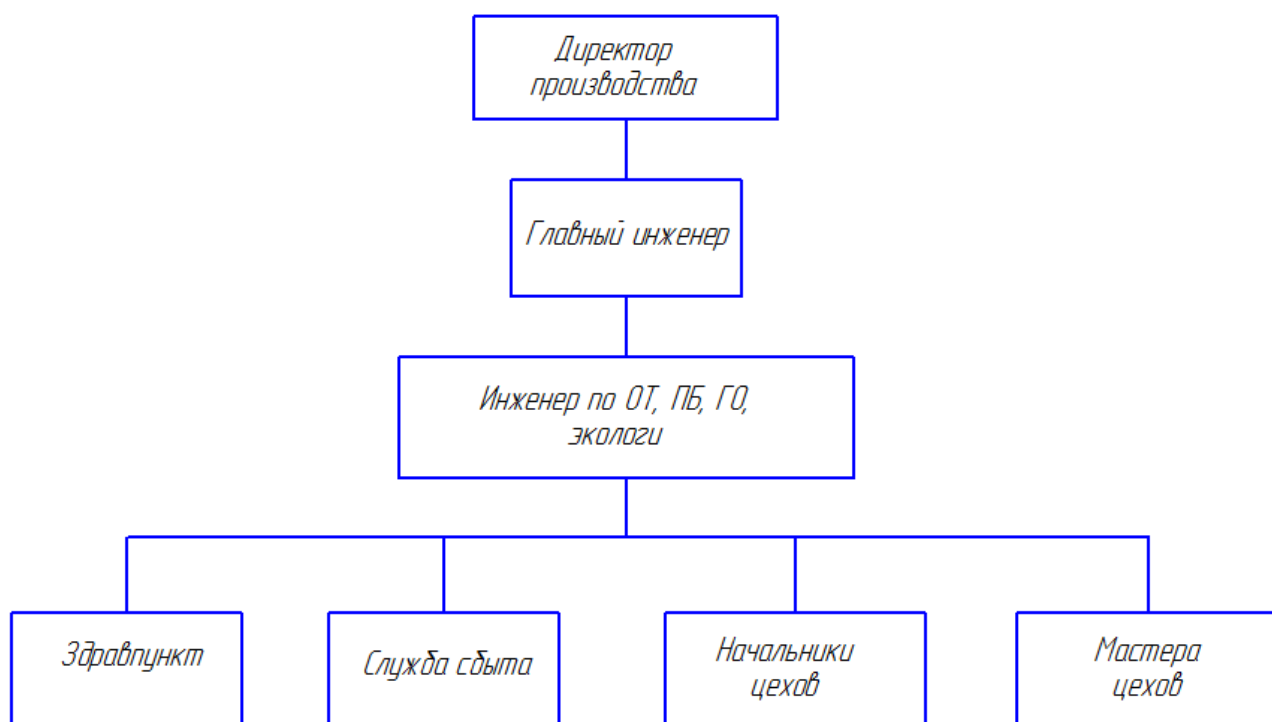 Директор
производства
Главный инженер
Инженер по ОТ, ПБ, ГО,
экологи
Здравпункт
Служба сбыта
Начальники
цехов
Мастера
цехов